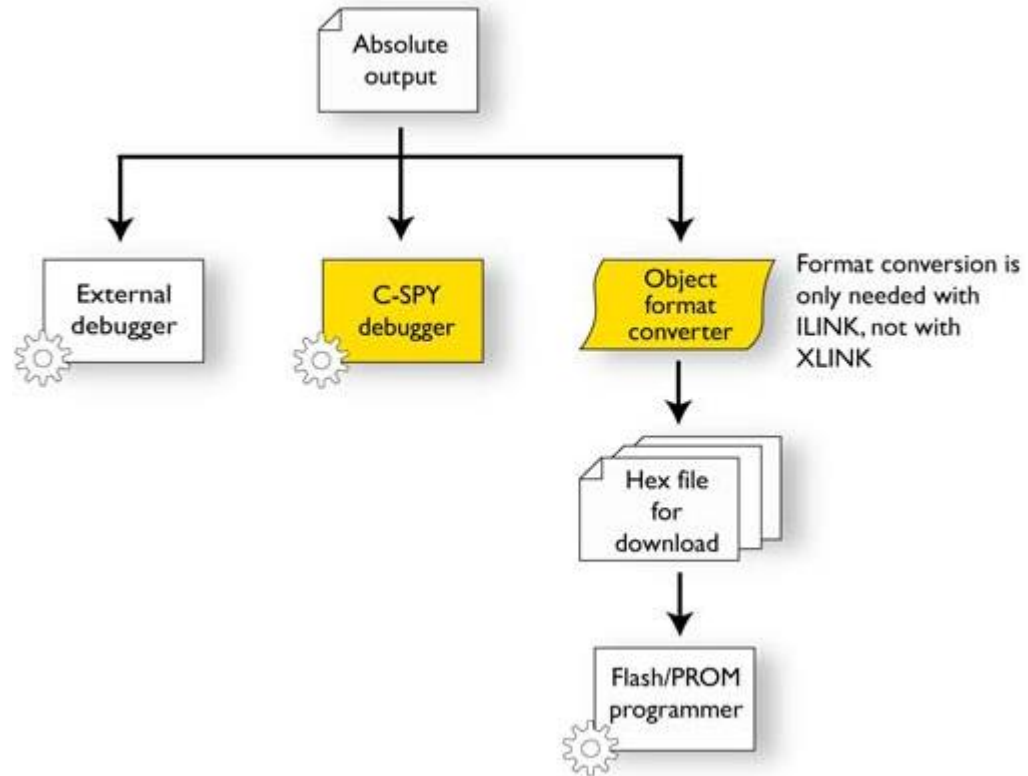 Absolute
output
External
debugger
C-SPY
debugger
Object
format
converter
Format conversion is
only needed with
ILINK, not with
XLINK
Hex file
for
download
Flash/PROM
programmer